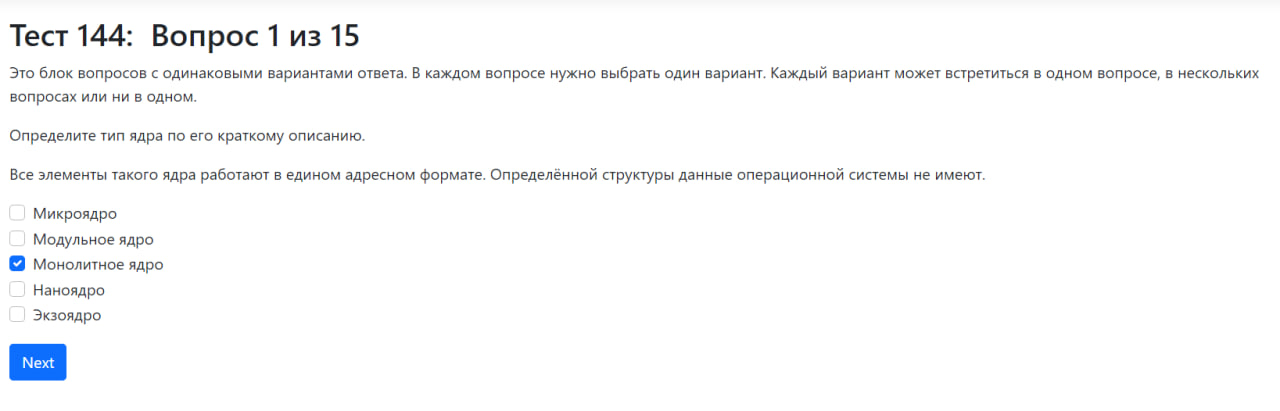 Тест 144: Вопрос 1 из 15
Это блок вопросов с одинаковыми вариантами ответа. В каждом вопросе нужно выбрать один вариант. Каждый вариант может встретиться в одном вопросе, в нескольких
вопросах или ни в одном.
Определите тип ядра по его краткому описанию.
Все элементы такого ядра работают в едином адресном формате. Определённой структуры данные операционной системы не имеют.
Микроядро
Модульное ядро
Монолитное ядро
Наноядро
Экзоядро
Next